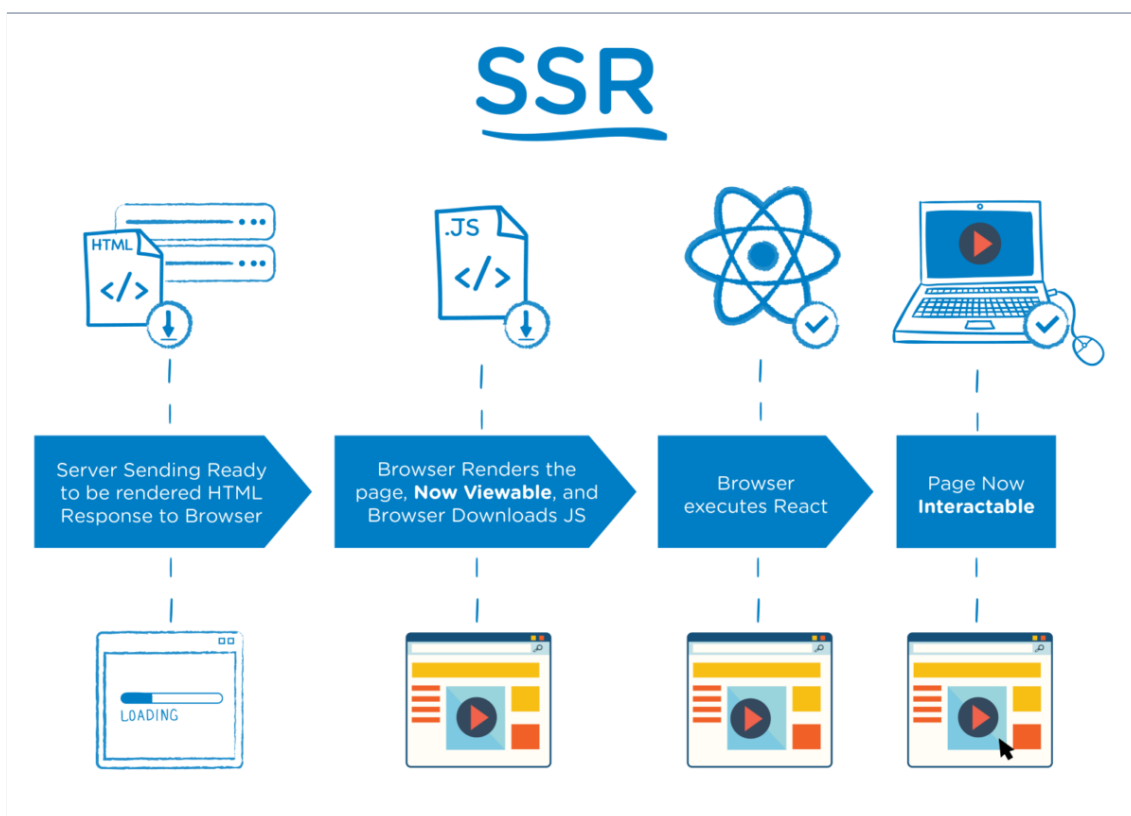 SSR
HTML
</>
.JS
</>
Server Sending Ready
to be rendered HTML
Response to Browser
Browser Renders the
page, Now Viewable, and
Browser Downloads JS
Browser
executes React
Page Now
Interactable
LOADING